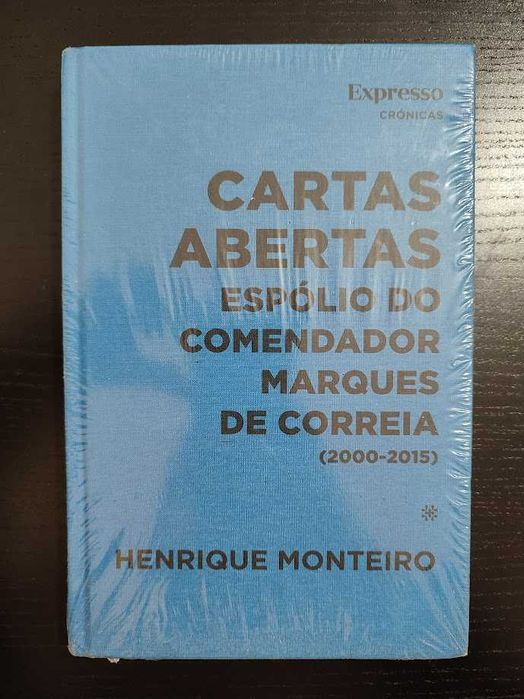 Expresso
CRÓNICAS
CARTAS
ABERTAS
ESPÓLIO DO
COMENDADOR
MARQUES
DE CORREIA
(2000-2015)
HENRIQUE MONTEIRO